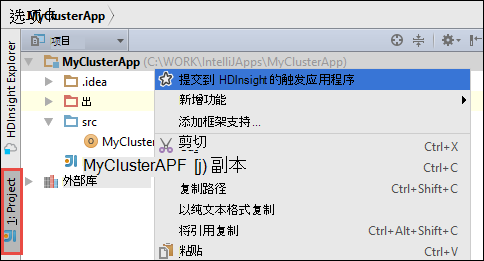 选项卡 MyClusterApp
项目
MyClusterApp (C:\WORK\IntelliJApps\MyClusterApp)
.idea
出
src
MyCluster
MyClusterAPF [j) 副本
外部库
提交到 HDInsight 的触发应用程序
新增功能
添加框架支持...
剪切 Ctrl+X
Ctrl+C
复制路径 Ctrl+Shift+C
以纯文本格式复制
将引用复制 Ctrl+Alt+Shift+C
粘贴 Ctrl+V
HDInsight Explorer
1: Project